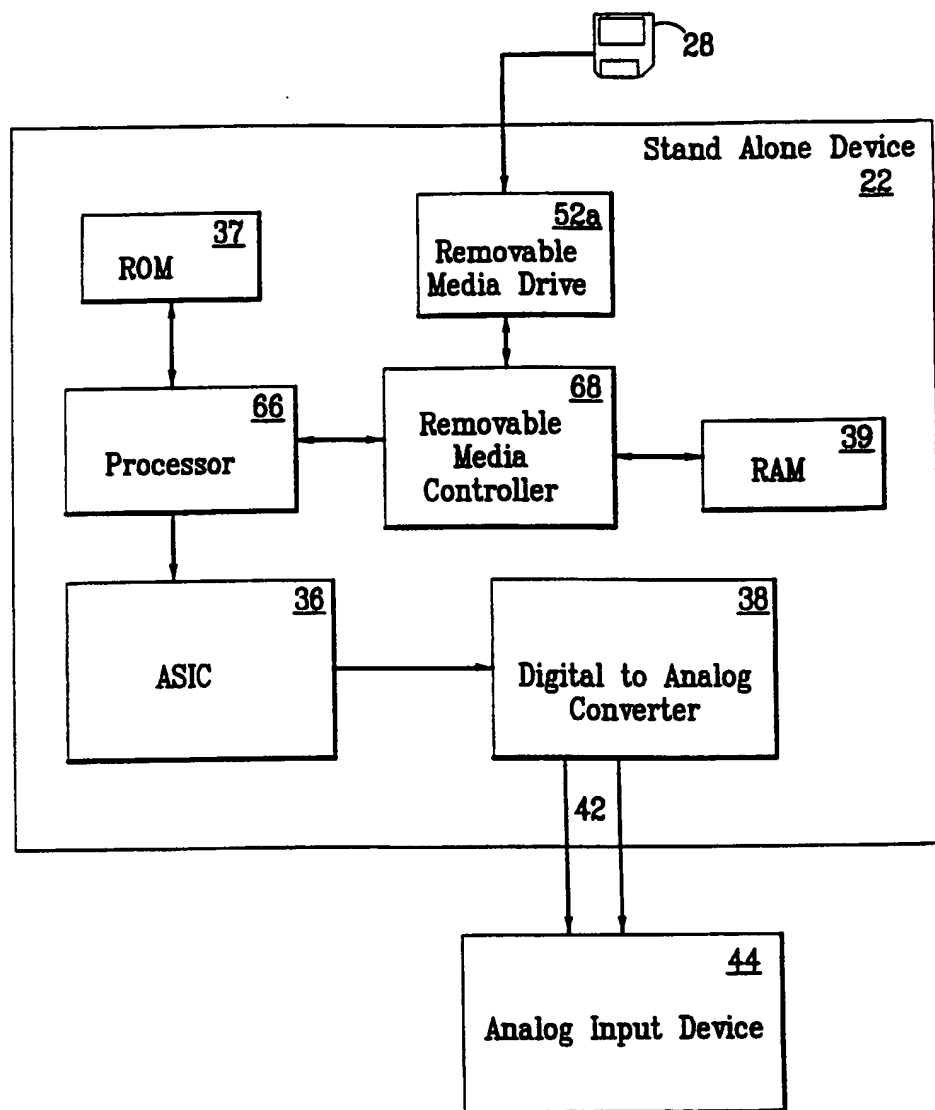 28
Stand Alone Device
22
37
ROM
52a
Removable
Media Drive
66
Processor
68
Removable
Media
Controller
39
RAM
36
ASIC
38
Digital to Analog
Converter
42
44
Analog Input Device